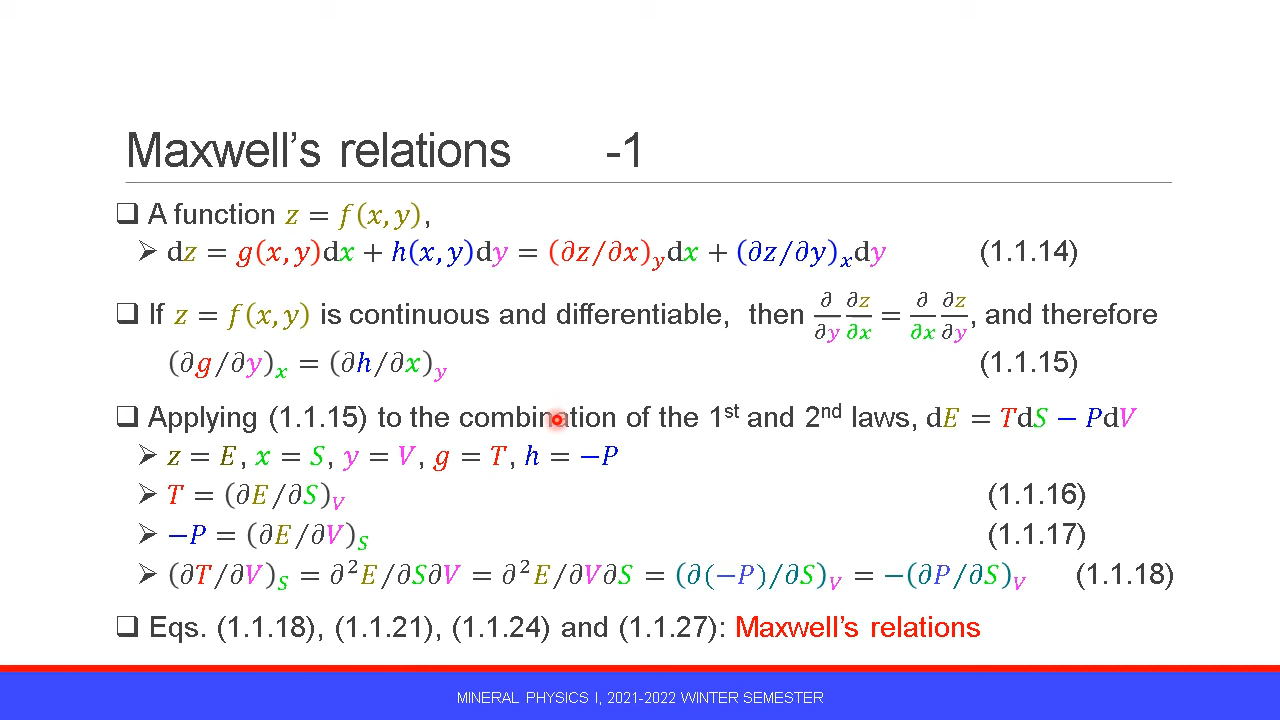 Maxwell's relations -1
❑ A function z = f(x, y),
➢ dz = g(x, y)dx + h(x, y)dy = (∂z/∂x)_y dx + (∂z/∂y)_x dy (1.1.14)
❑ If z = f(x, y) is continuous and differentiable, then ∂/∂y ∂z/∂x = ∂/∂x ∂z/∂y, and therefore
(∂g/∂y)_x = (∂h/∂x)_y (1.1.15)
❑ Applying (1.1.15) to the combination of the 1st and 2nd laws, dE = TdS − PdV
➢ z = E, x = S, y = V, g = T, h = −P
➢ T = (∂E/∂S)_V (1.1.16)
➢ −P = (∂E/∂V)_S (1.1.17)
➢ (∂T/∂V)_S = ∂²E/∂S∂V = ∂²E/∂V∂S = (∂(−P)/∂S)_V = −(∂P/∂S)_V (1.1.18)
❑ Eqs. (1.1.18), (1.1.21), (1.1.24) and (1.1.27): Maxwell's relations
MINERAL PHYSICS I, 2021-2022 WINTER SEMESTER